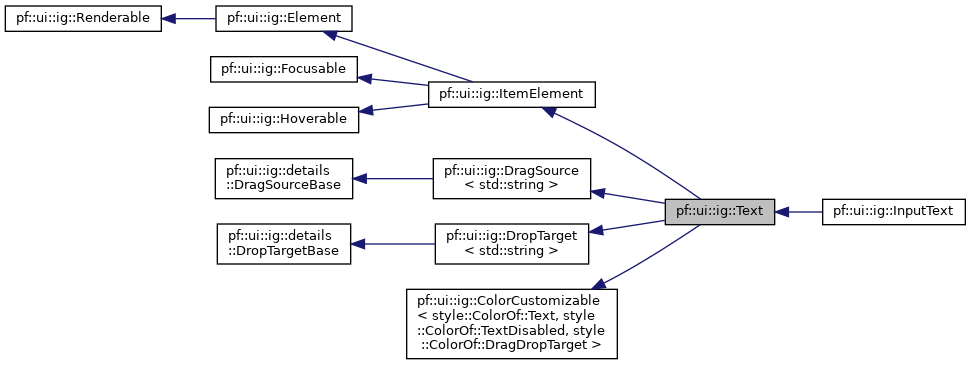 pf::ui::ig::Renderable
pf::ui::ig::Element
pf::ui::ig::Focusable
pf::ui::ig::ItemElement
pf::ui::ig::Hoverable
pf::ui::ig::details
::DragSourceBase
pf::ui::ig::DragSource
< std::string >
pf::ui::ig::Text
pf::ui::ig::InputText
pf::ui::ig::details
::DropTargetBase
pf::ui::ig::DropTarget
< std::string >
pf::ui::ig::ColorCustomizable
< style::ColorOf::Text, style
::ColorOf::TextDisabled, style
::ColorOf::DragDropTarget >